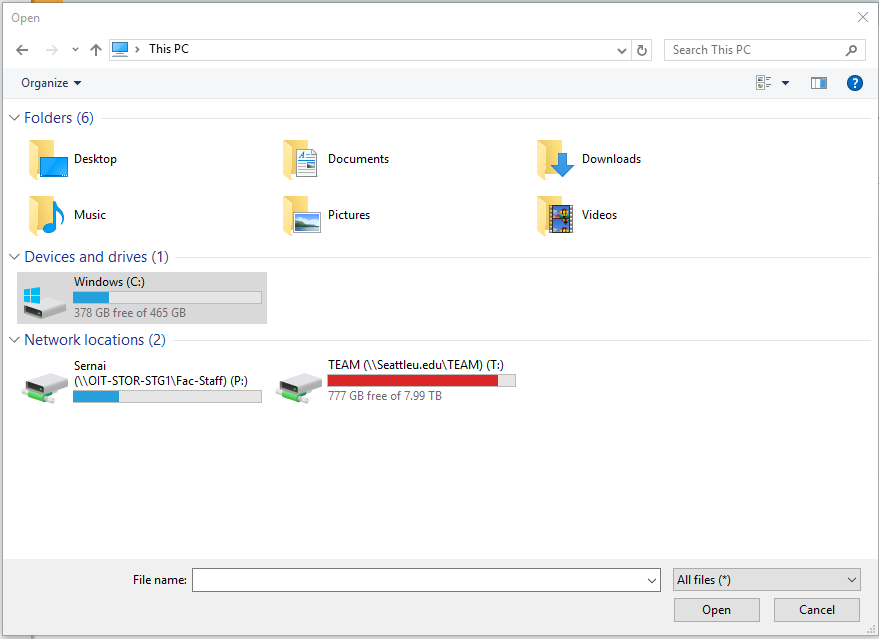 Open
This PC
Search This PC
Organize
?
Folders (6)
Desktop
Documents
Downloads
Music
Pictures
Videos
Devices and drives (1)
Windows (C:)
378 GB free of 465 GB
Network locations (2)
Sernai
(\\OIT-STOR-STG1\Fac-Staff) (P:)
TEAM (\\Seattleu.edu\TEAM) (T:)
777 GB free of 7.99 TB
File name:
All files (*)
Open
Cancel